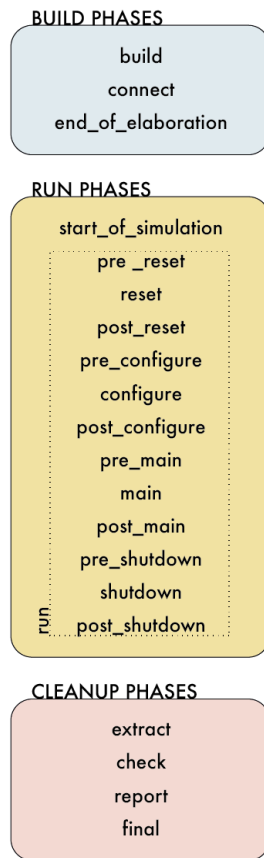 BUILD PHASES
build
connect
end_of_elaboration
RUN PHASES
start_of_simulation
pre _reset
reset
post_reset
pre_configure
configure
post_configure
pre_main
main
post_main
pre_shutdown
shutdown
post_shutdown
run
CLEANUP PHASES
extract
check
report
final